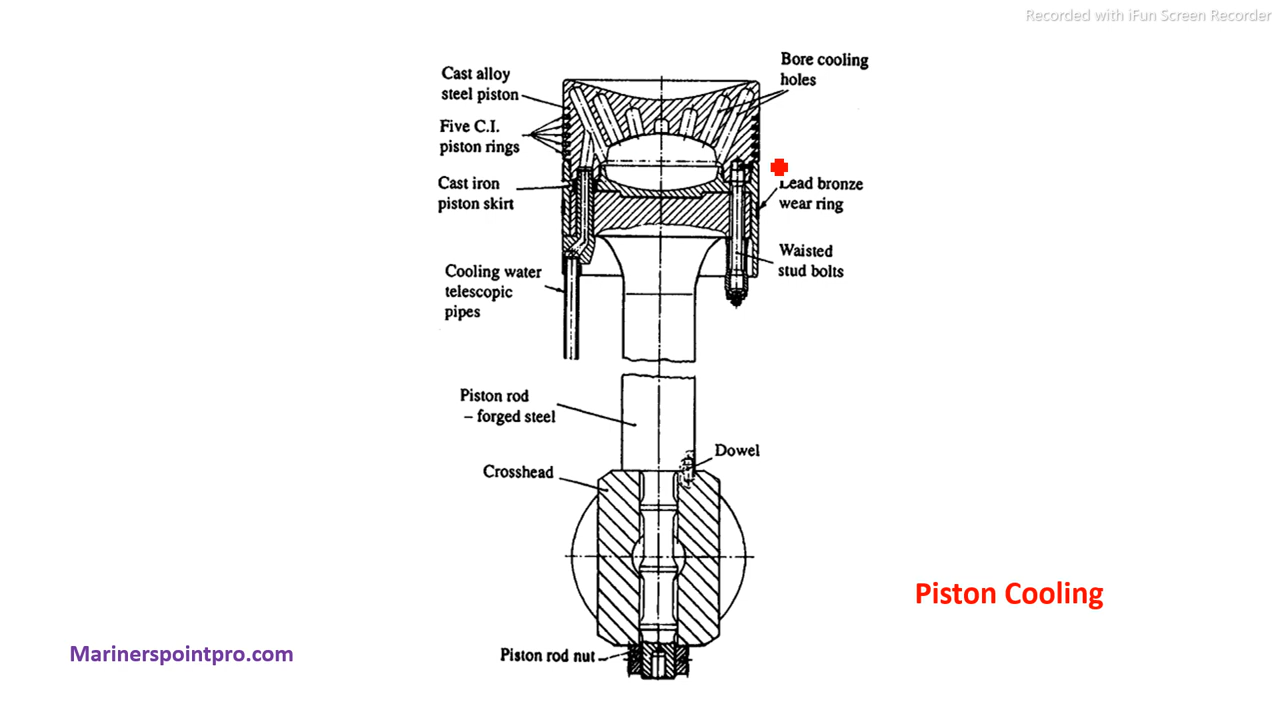 Recorded with iFun Screen Recorder
Cast alloy
steel piston
Five C.I.
piston rings
Cast iron
piston skirt
Cooling water
telescopic
pipes
Bore cooling
holes
Lead bronze
wear ring
Waisted
stud bolts
Piston rod
– forged steel
Dowel
Crosshead
Piston rod nut
Piston Cooling
Marinerspointpro.com